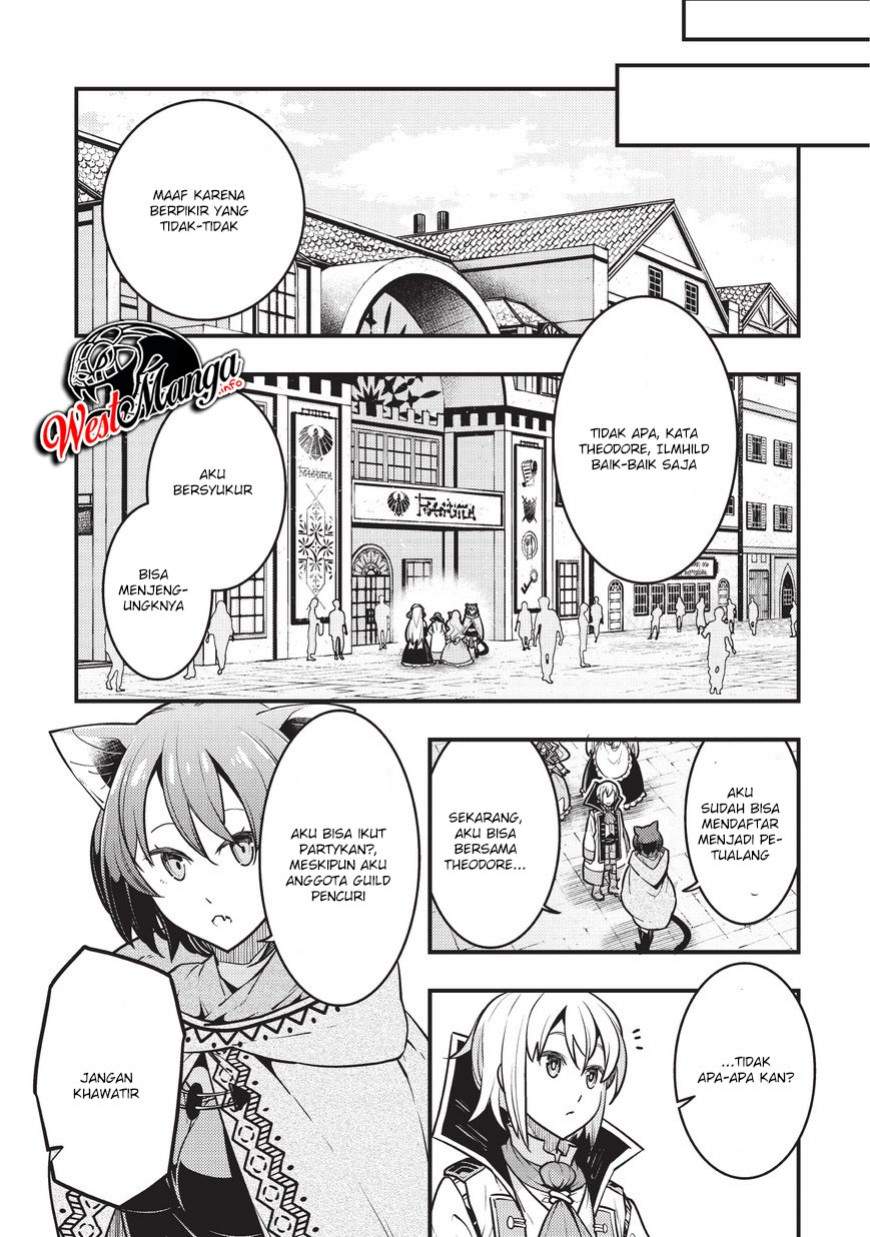 MAAF KARENA
BERPIKIR YANG
TIDAK-TIDAK
TIDAK APA, KATA
THEODORE, ILMHILD
BAIK-BAIK SAJA
WestManga
.info
AKU
BERSYUKUR
BISA
MENJENG-
UNGKNYA
AKU
SUDAH BISA
MENDAFTAR
MENJADI PE-
TUALANG
SEKARANG,
AKU BISA
BERSAMA
THEODORE...
AKU BISA IKUT
PARTYKAN?,
MESKIPUN AKU
ANGGOTA GUILD
PENCURI
...TIDAK
APA-APA KAN?
JANGAN
KHAWATIR